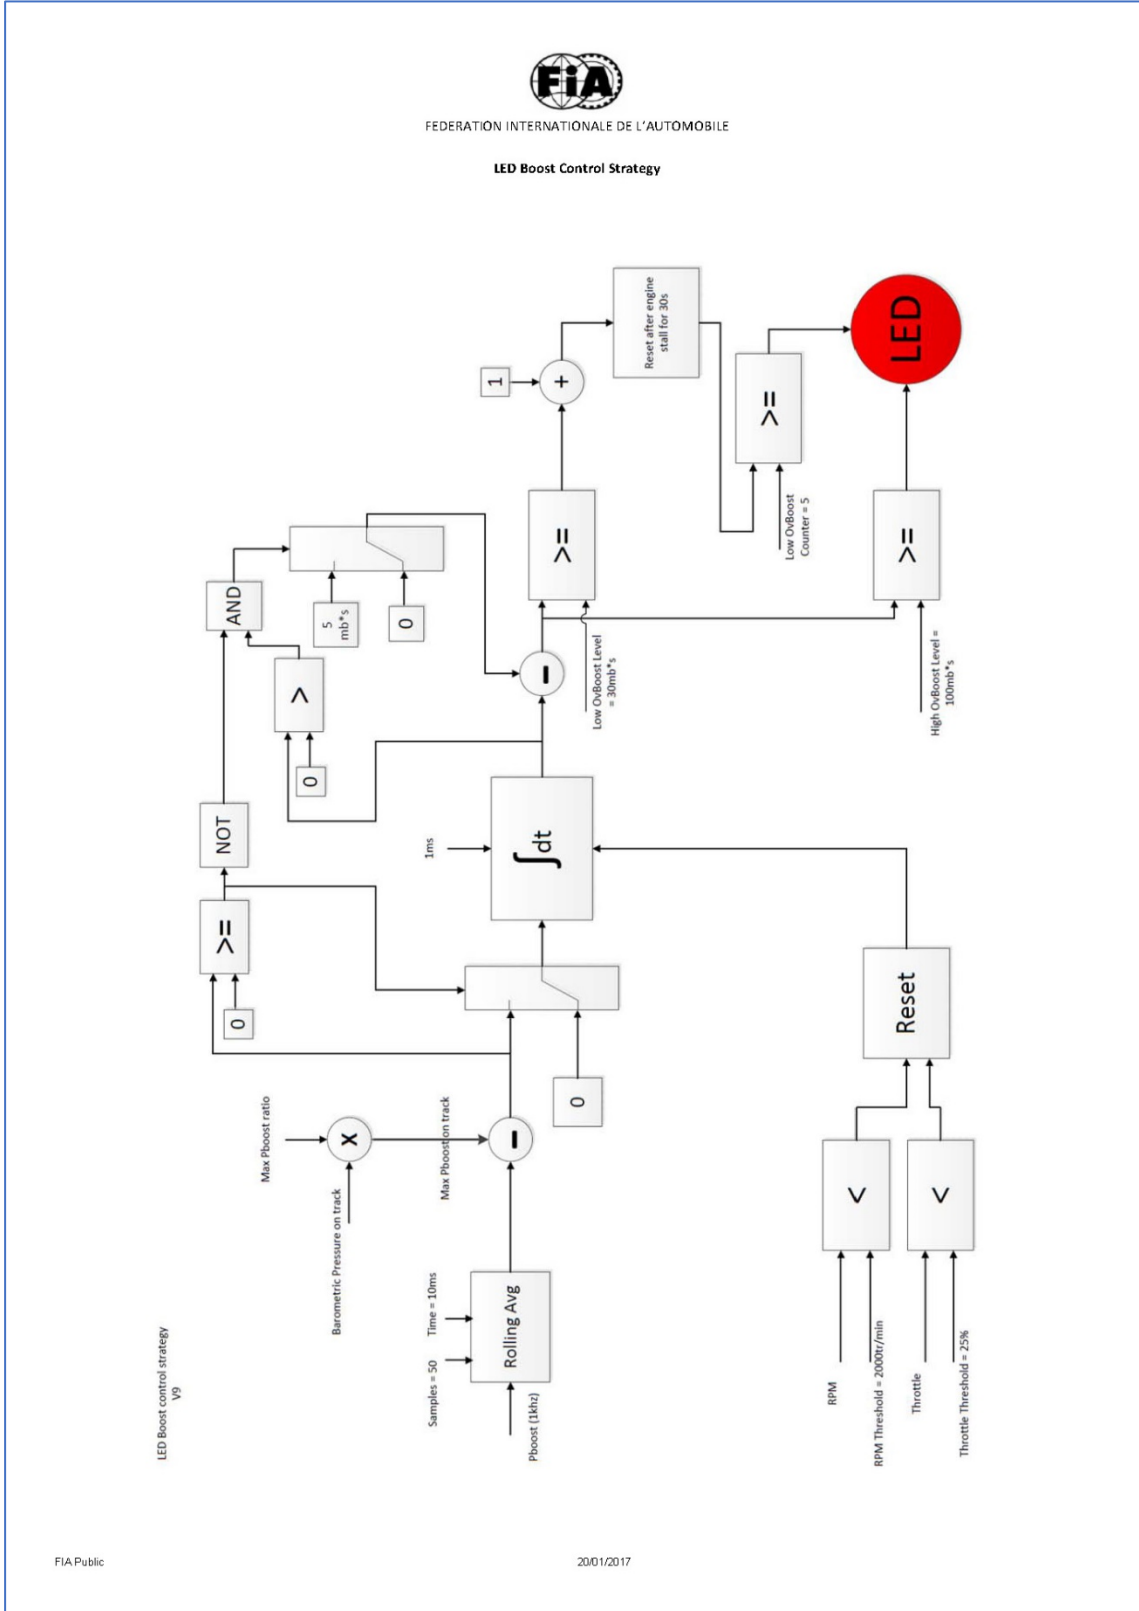 FiA
FEDERATION INTERNATIONALE DE L'AUTOMOBILE
LED Boost Control Strategy
LED Boost control strategy
V9
Pboost (1khz)
Samples = 50
Time = 10ms
Rolling Avg
Barometric Pressure on track
Max Pboost ratio
X
Max Pboost on track
-
0
>=
0
NOT
1ms
∫dt
0
>
AND
5
mb*s
0
-
Low OvBoost Level
= 30mb*s
>=
1
+
Reset after engine
stall for 30s
Low OvBoost
Counter = 5
>=
High OvBoost Level =
100mb*s
>=
LED
RPM
RPM Threshold = 2000tr/min
<
Throttle
Throttle Threshold = 25%
<
Reset
FIA Public
20/01/2017